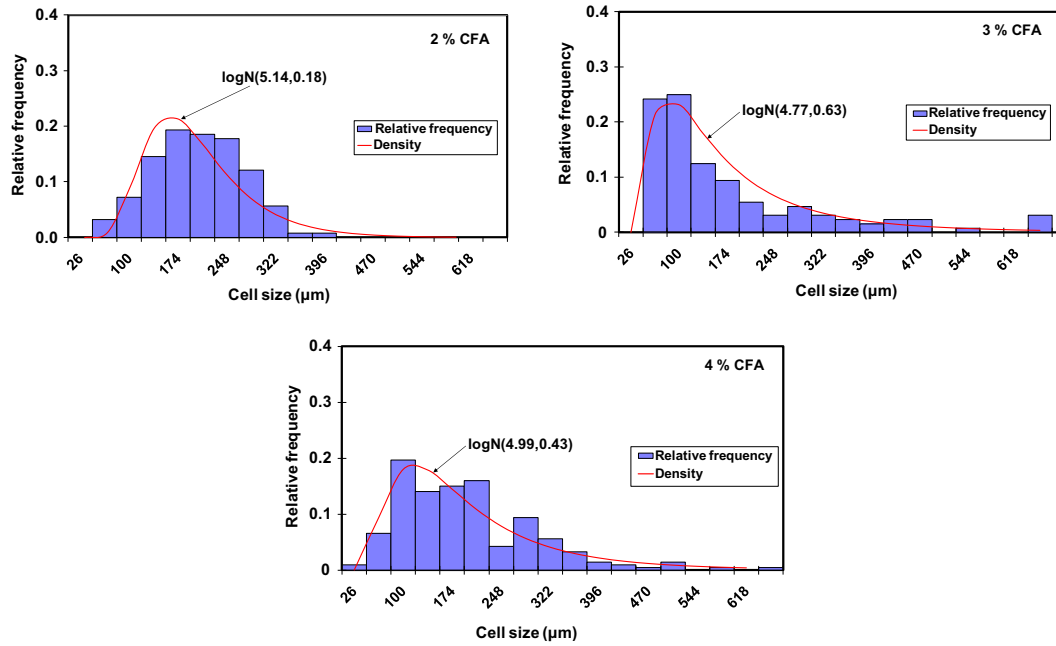 0.4
0.3
0.2
0.1
0.0
Relative frequency
2 % CFA
logN(5.14,0.18)
Relative frequency
Density
26
100
174
248
322
396
470
544
618
Cell size (µm)
0.4
0.3
0.2
0.1
0
Relative frequency
3 % CFA
logN(4.77,0.63)
Relative frequency
Density
26
100
174
248
322
396
470
544
618
Cell size (µm)
0.4
0.3
0.2
0.1
0
Relative frequency
4 % CFA
logN(4.99,0.43)
Relative frequency
Density
26
100
174
248
322
396
470
544
618
Cell size (µm)